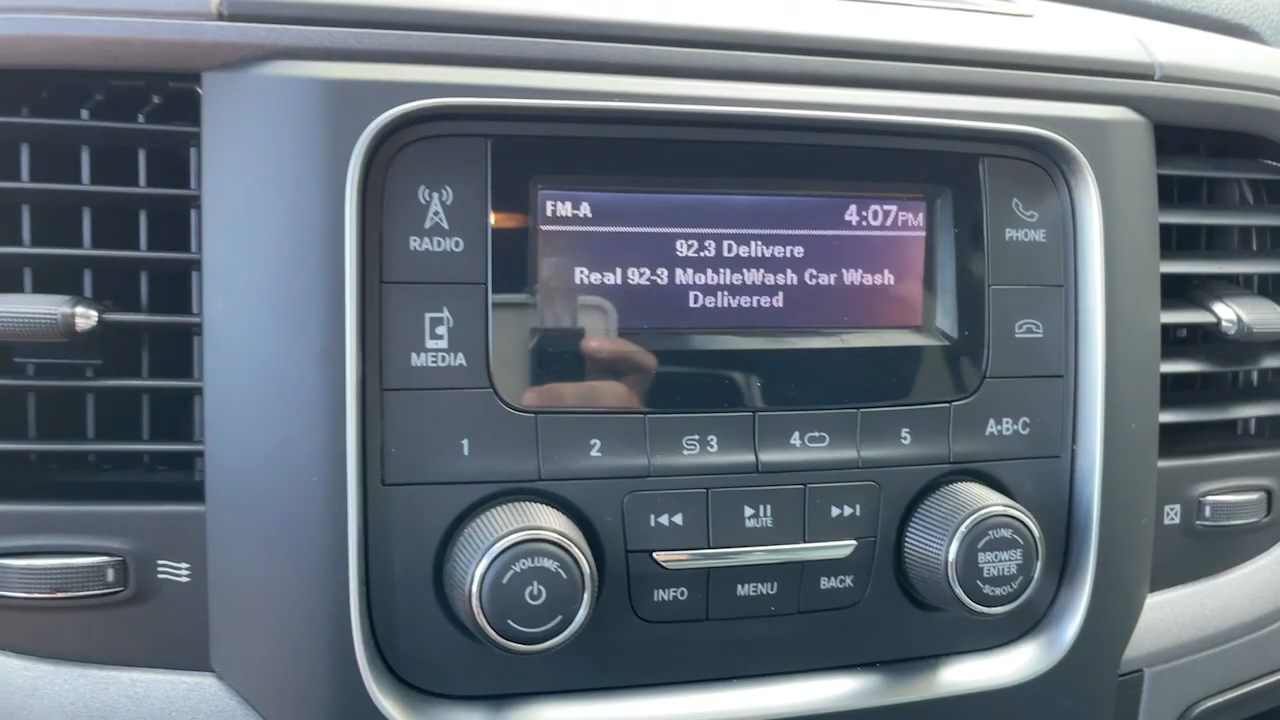 FM-A
4:07PM
92.3 Delivere
Real 92-3 MobileWash Car Wash
Delivered
RADIO
PHONE
MEDIA
1
2
3
4
5
A•B•C
MUTE
INFO
MENU
BACK
VOLUME
TUNE
BROWSE
ENTER
SCROLL